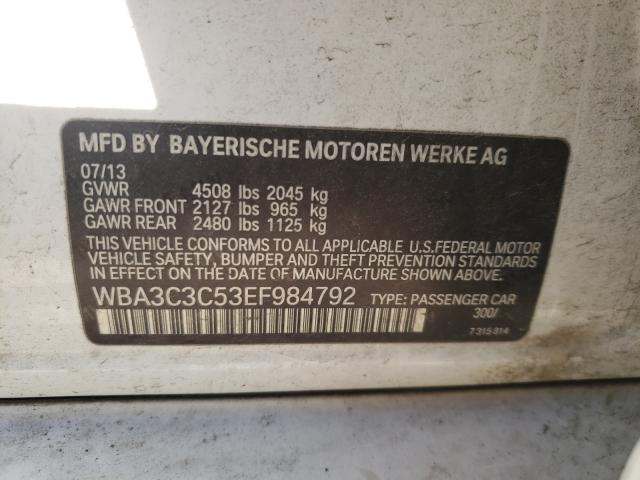 MFD BY BAYERISCHE MOTOREN WERKE AG
07/13
GVWR 4508 lbs 2045 kg
GAWR FRONT 2127 lbs 965 kg
GAWR REAR 2480 lbs 1125 kg
THIS VEHICLE CONFORMS TO ALL APPLICABLE U.S.FEDERAL MOTOR
VEHICLE SAFETY, BUMPER AND THEFT PREVENTION STANDARDS
IN EFFECT ON THE DATE OF MANUFACTURE SHOWN ABOVE.
WBA3C3C53EF984792 TYPE: PASSENGER CAR
300/
7315814